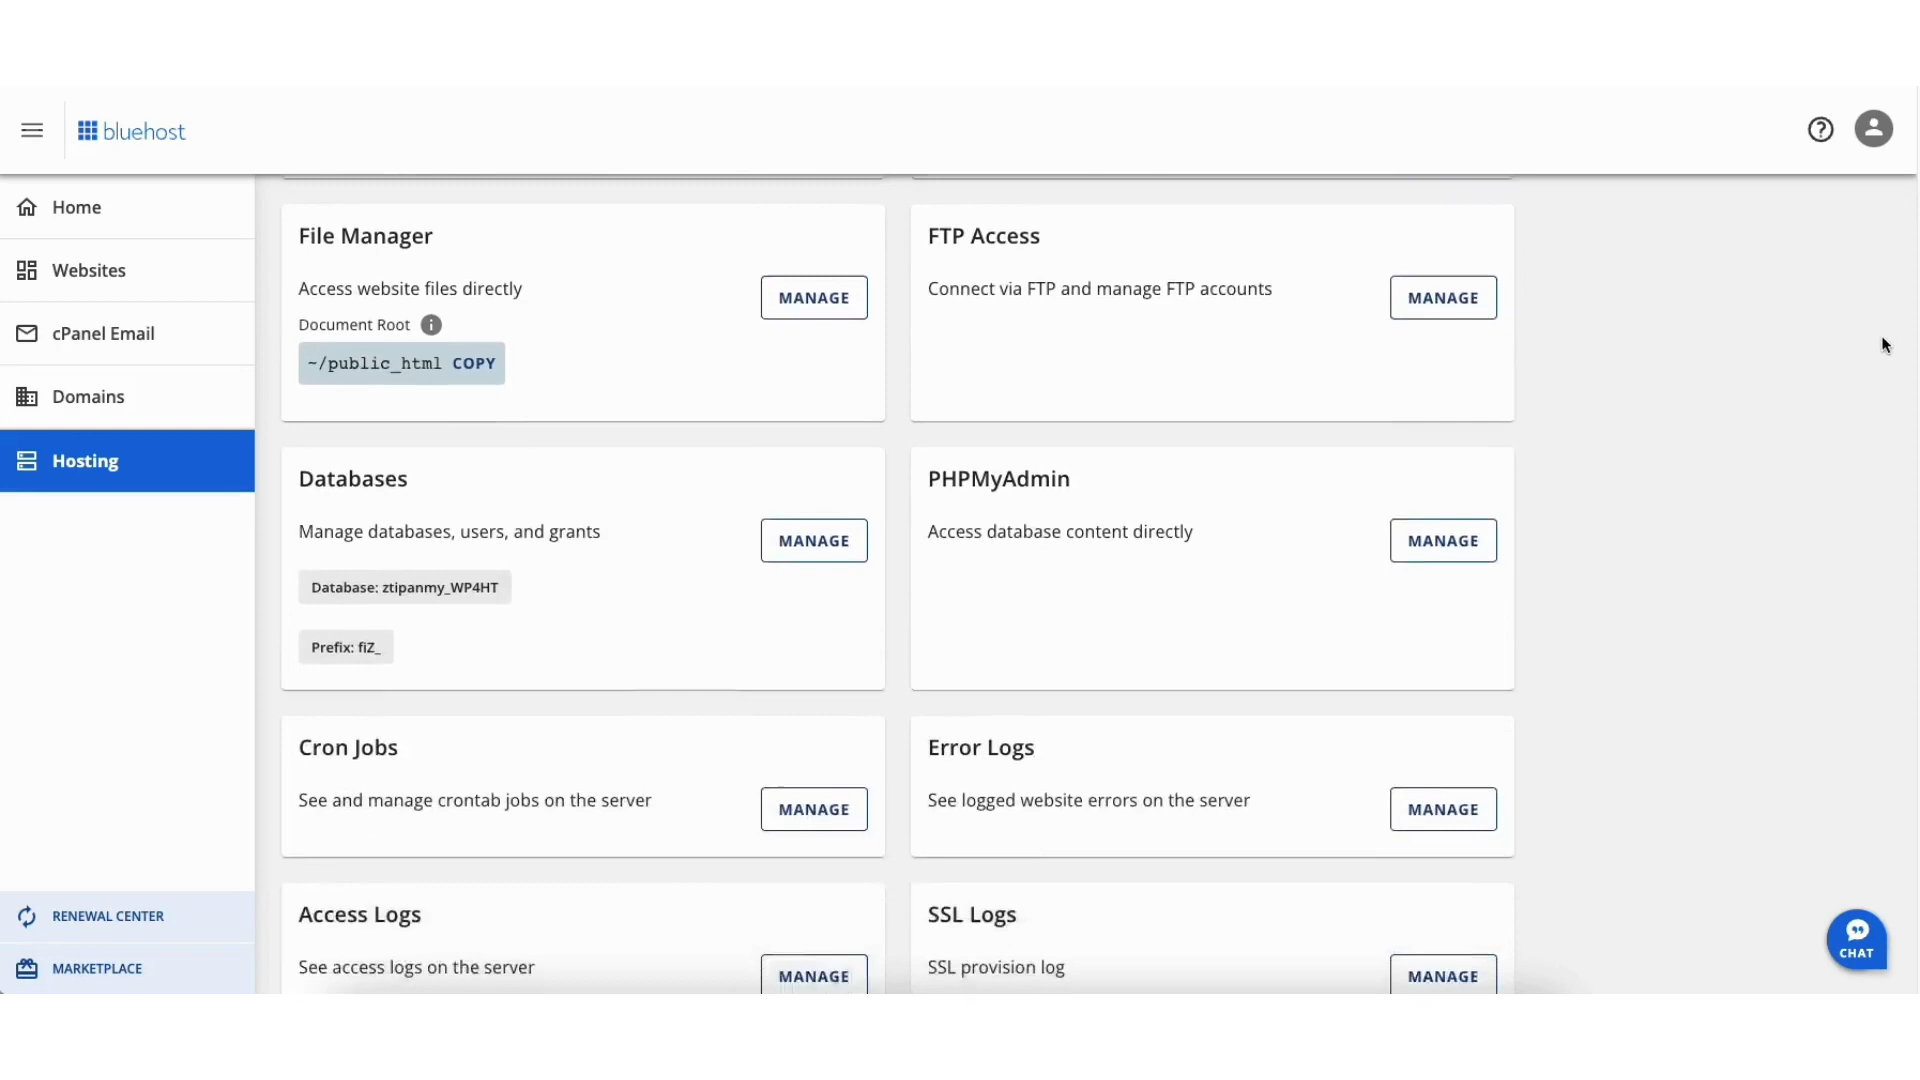 bluehost
Home
Websites
cPanel Email
Domains
Hosting
RENEWAL CENTER
MARKETPLACE
File Manager
Access website files directly
MANAGE
Document Root
~/public_html COPY
FTP Access
Connect via FTP and manage FTP accounts
MANAGE
Databases
Manage databases, users, and grants
MANAGE
Database: ztipanmy_WP4HT
Prefix: fiZ_
PHPMyAdmin
Access database content directly
MANAGE
Cron Jobs
See and manage crontab jobs on the server
MANAGE
Error Logs
See logged website errors on the server
MANAGE
Access Logs
See access logs on the server
MANAGE
SSL Logs
SSL provision log
MANAGE
CHAT